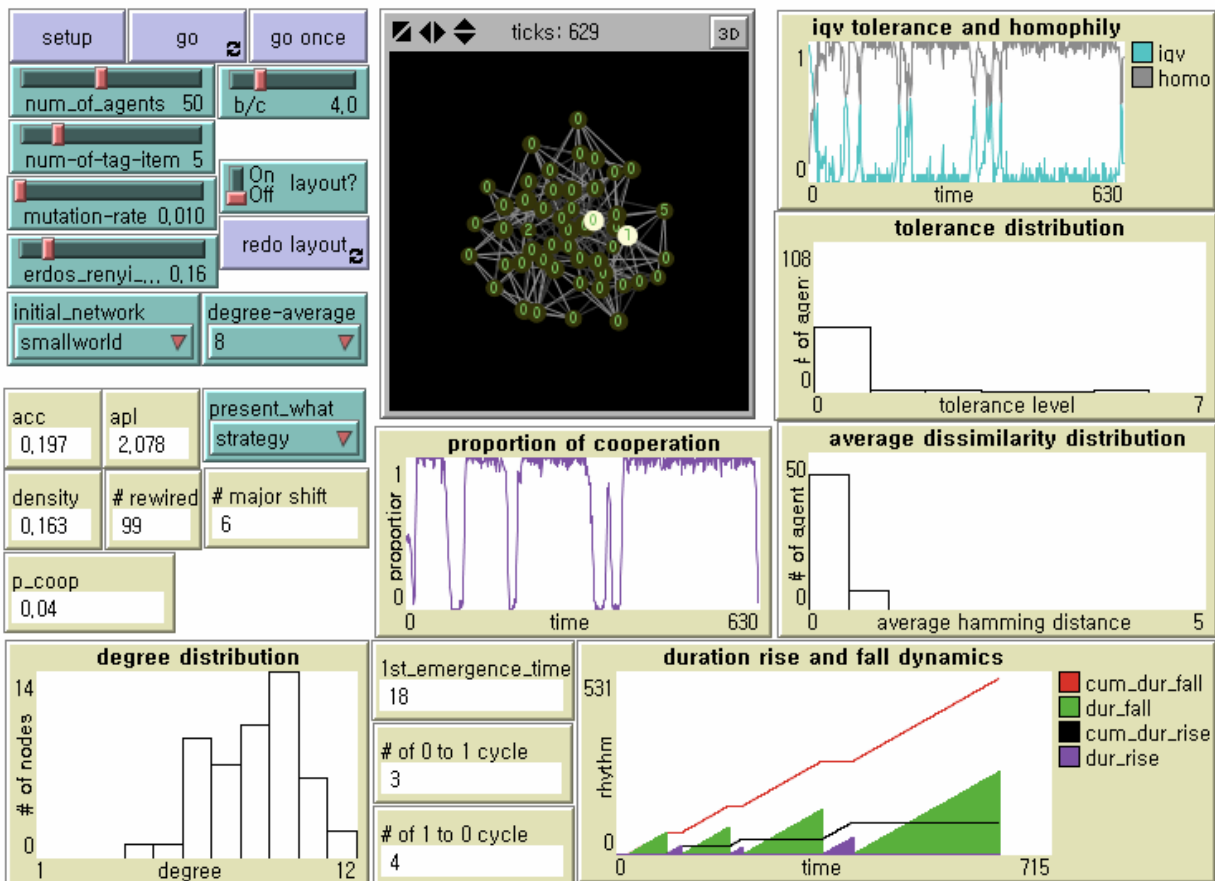 setup
go
go once
num_of_agents 50
b/c 4,0
num-of-tag-item 5
On
Off
layout?
mutation-rate 0,010
redo layout
erdos_renyi_... 0,16
initial_network
smallworld
degree-average
8
acc
0,197
apl
2,078
present_what
strategy
density
0,163
# rewired
99
# major shift
6
p_coop
0,04
ticks: 629
3D
iqv tolerance and homophily
1
0
0
time
630
iqv
homo
tolerance distribution
108
# of agent
0
0
tolerance level
7
proportion of cooperation
1
proportion
0
0
time
630
average dissimilarity distribution
50
# of agent
0
0
average hamming distance
5
degree distribution
14
# of nodes
0
1
degree
12
1st_emergence_time
18
# of 0 to 1 cycle
3
# of 1 to 0 cycle
4
duration rise and fall dynamics
531
rhythm
0
0
time
715
cum_dur_fall
dur_fall
cum_dur_rise
dur_rise